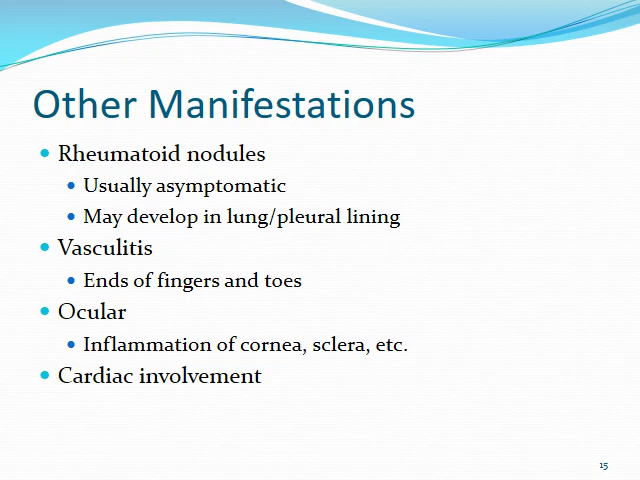 Other Manifestations
Rheumatoid nodules
Usually asymptomatic
May develop in lung/pleural lining
Vasculitis
Ends of fingers and toes
Ocular
Inflammation of cornea, sclera, etc.
Cardiac involvement
15